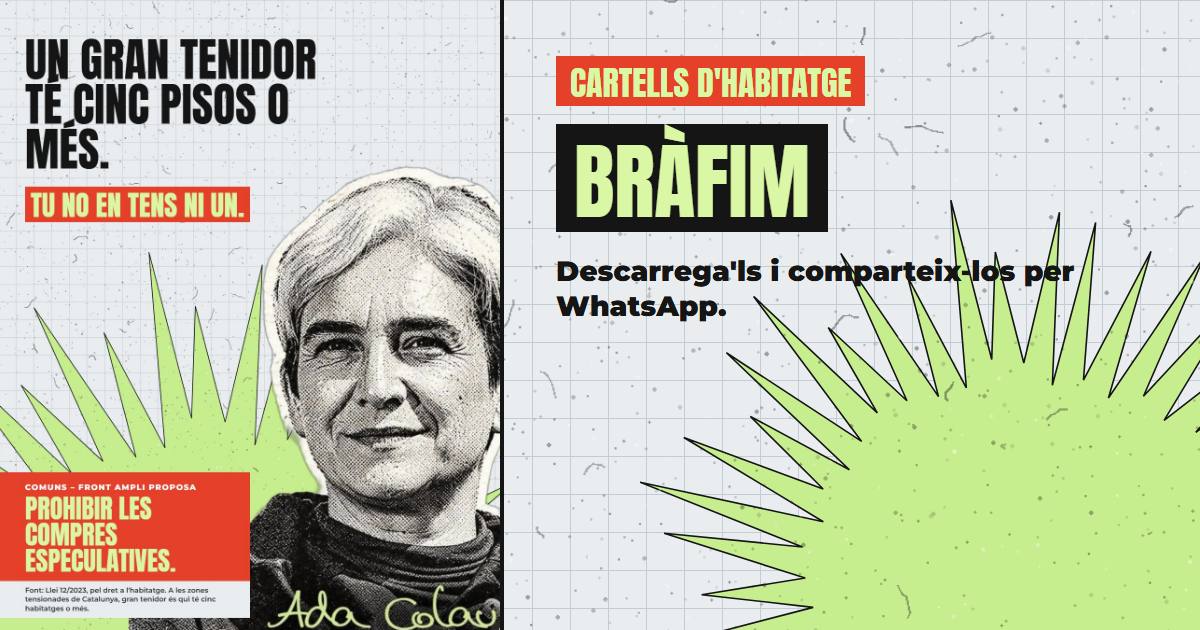 UN GRAN TENIDOR
TÉ CINC PISOS O
MÉS.
TU NO EN TENS NI UN.
COMUNS – FRONT AMPLI PROPOSA
PROHIBIR LES
COMPRES
ESPECULATIVES.
Font: Llei 12/2023, pel dret a l'habitatge. A les zones
tensionades de Catalunya, gran tenidor és qui té cinc
habitatges o més.
Ada Colau
CARTELLS D'HABITATGE
BRÀFIM
Descarrega'ls i comparteix-los per
WhatsApp.